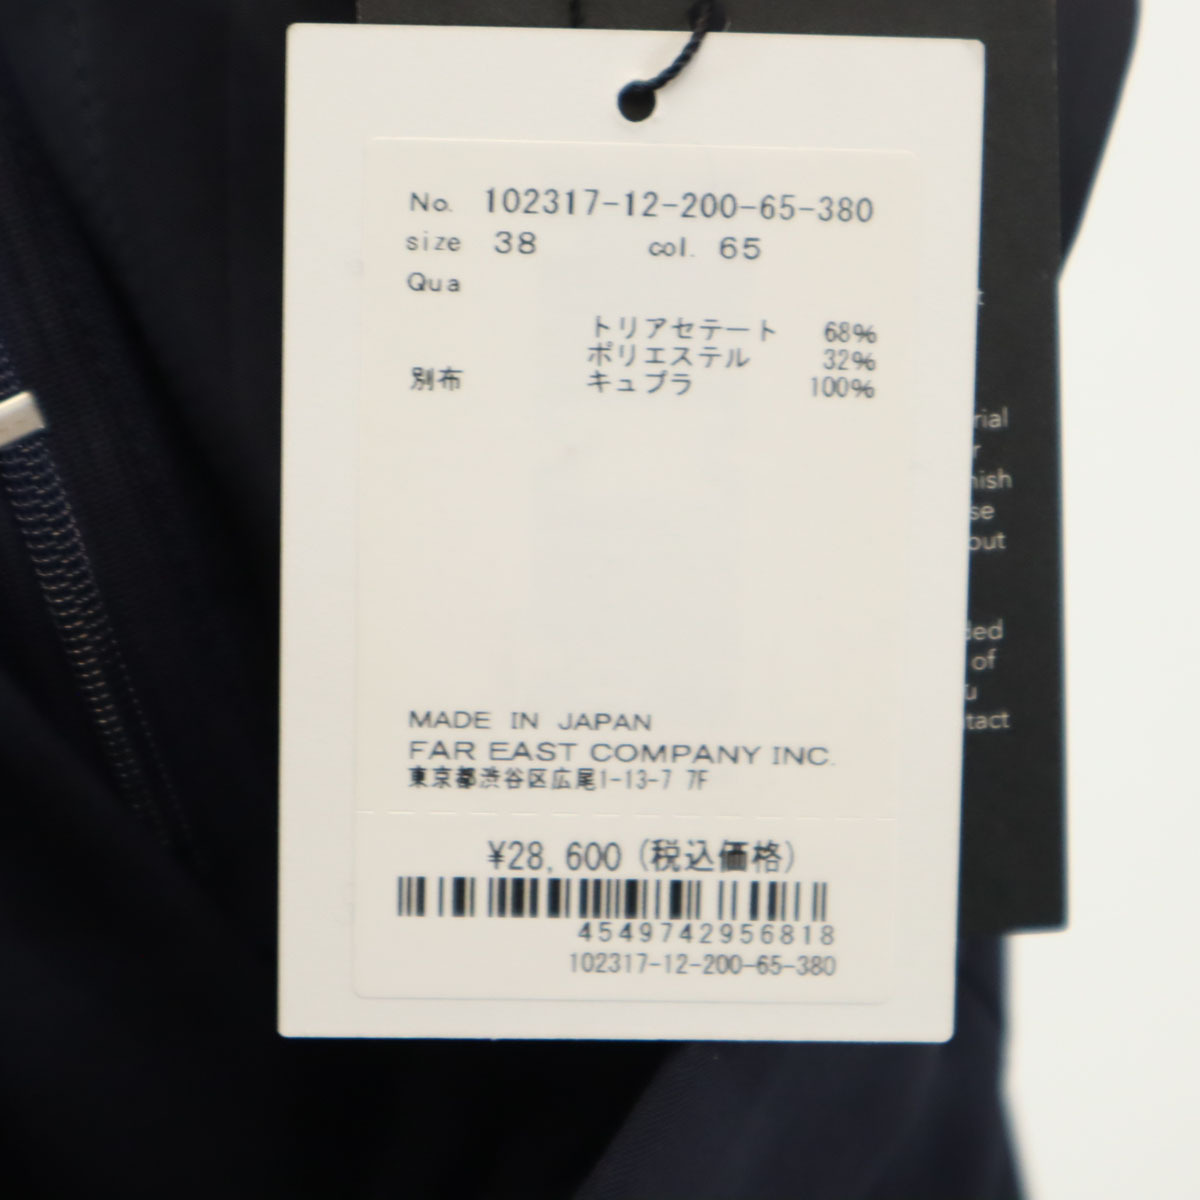 No. 102317-12-200-65-380
size 38 col. 65
Qua
トリアセテート 68%
ポリエステル 32%
別布 キュプラ 100%
MADE IN JAPAN
FAR EAST COMPANY INC.
東京都渋谷区広尾1-13-7 7F
¥28,600 (税込価格)
4549742956818
102317-12-200-65-380
of